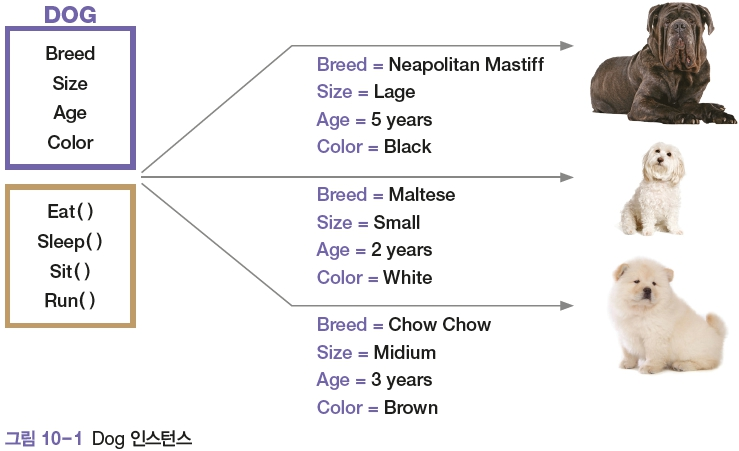 DOG
Breed
Size
Age
Color
Eat( )
Sleep( )
Sit( )
Run( )
Breed = Neapolitan Mastiff
Size = Lage
Age = 5 years
Color = Black
Breed = Maltese
Size = Small
Age = 2 years
Color = White
Breed = Chow Chow
Size = Midium
Age = 3 years
Color = Brown
그림 10-1 Dog 인스턴스